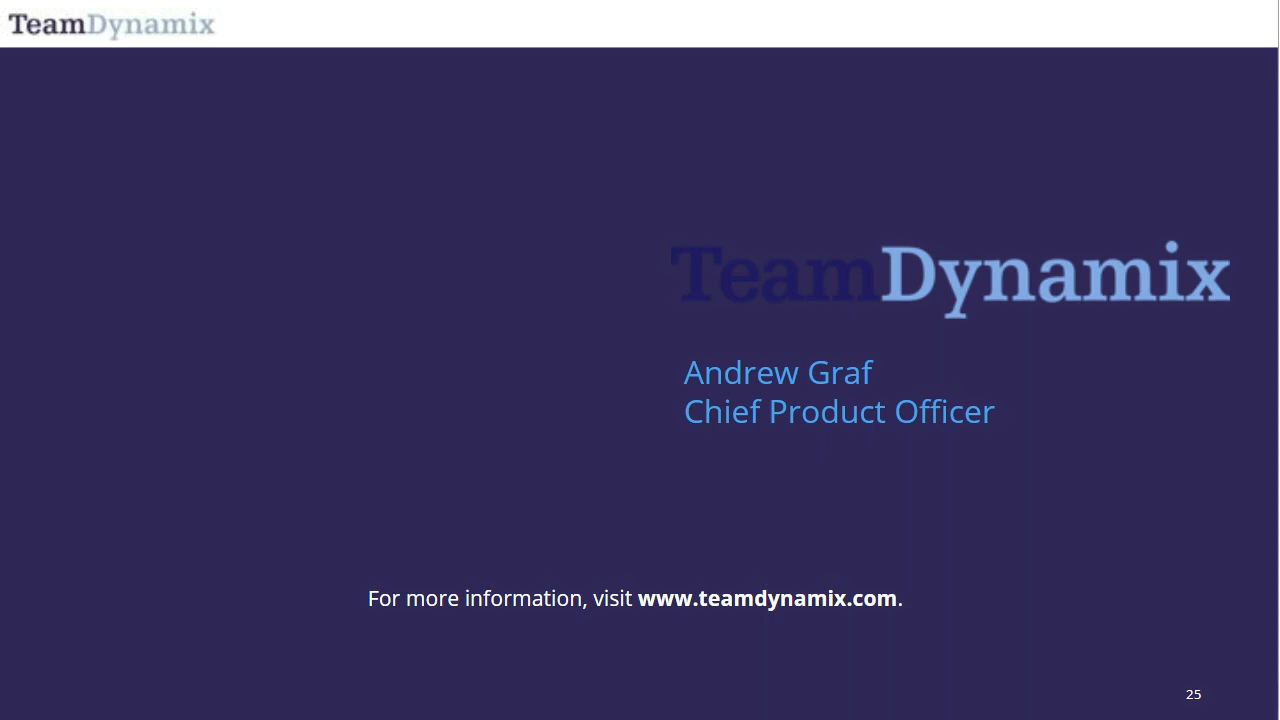 TeamDynamix
TeamDynamix
Andrew Graf
Chief Product Officer
For more information, visit www.teamdynamix.com.
25